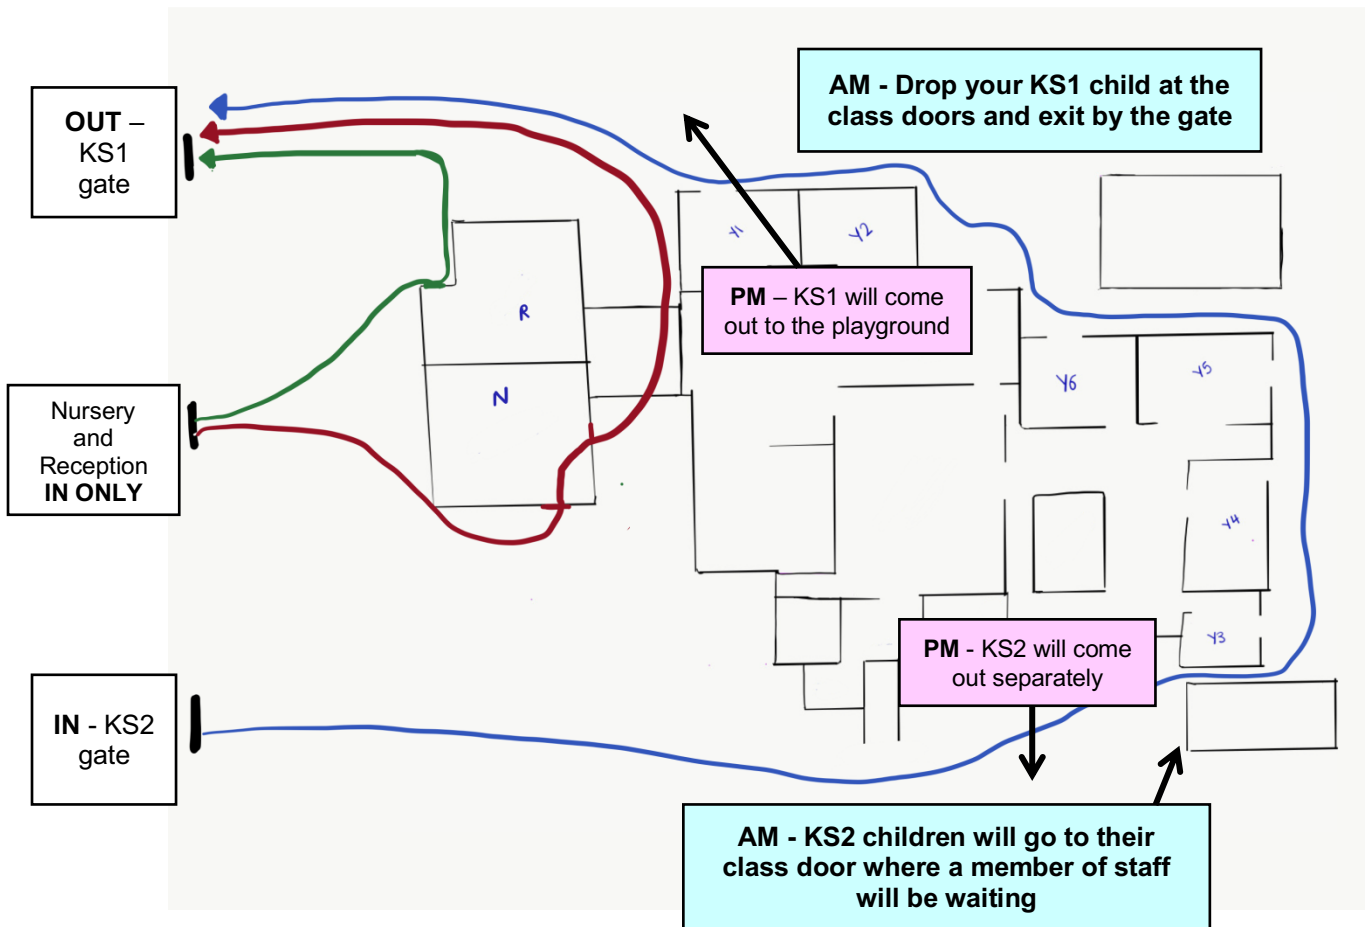 OUT –
KS1
gate
AM - Drop your KS1 child at the
class doors and exit by the gate
Y1
Y2
PM – KS1 will come
out to the playground
R
N
Y6
Y5
Nursery
and
Reception
IN ONLY
Y4
Y3
PM - KS2 will come
out separately
IN - KS2
gate
AM - KS2 children will go to their
class door where a member of staff
will be waiting